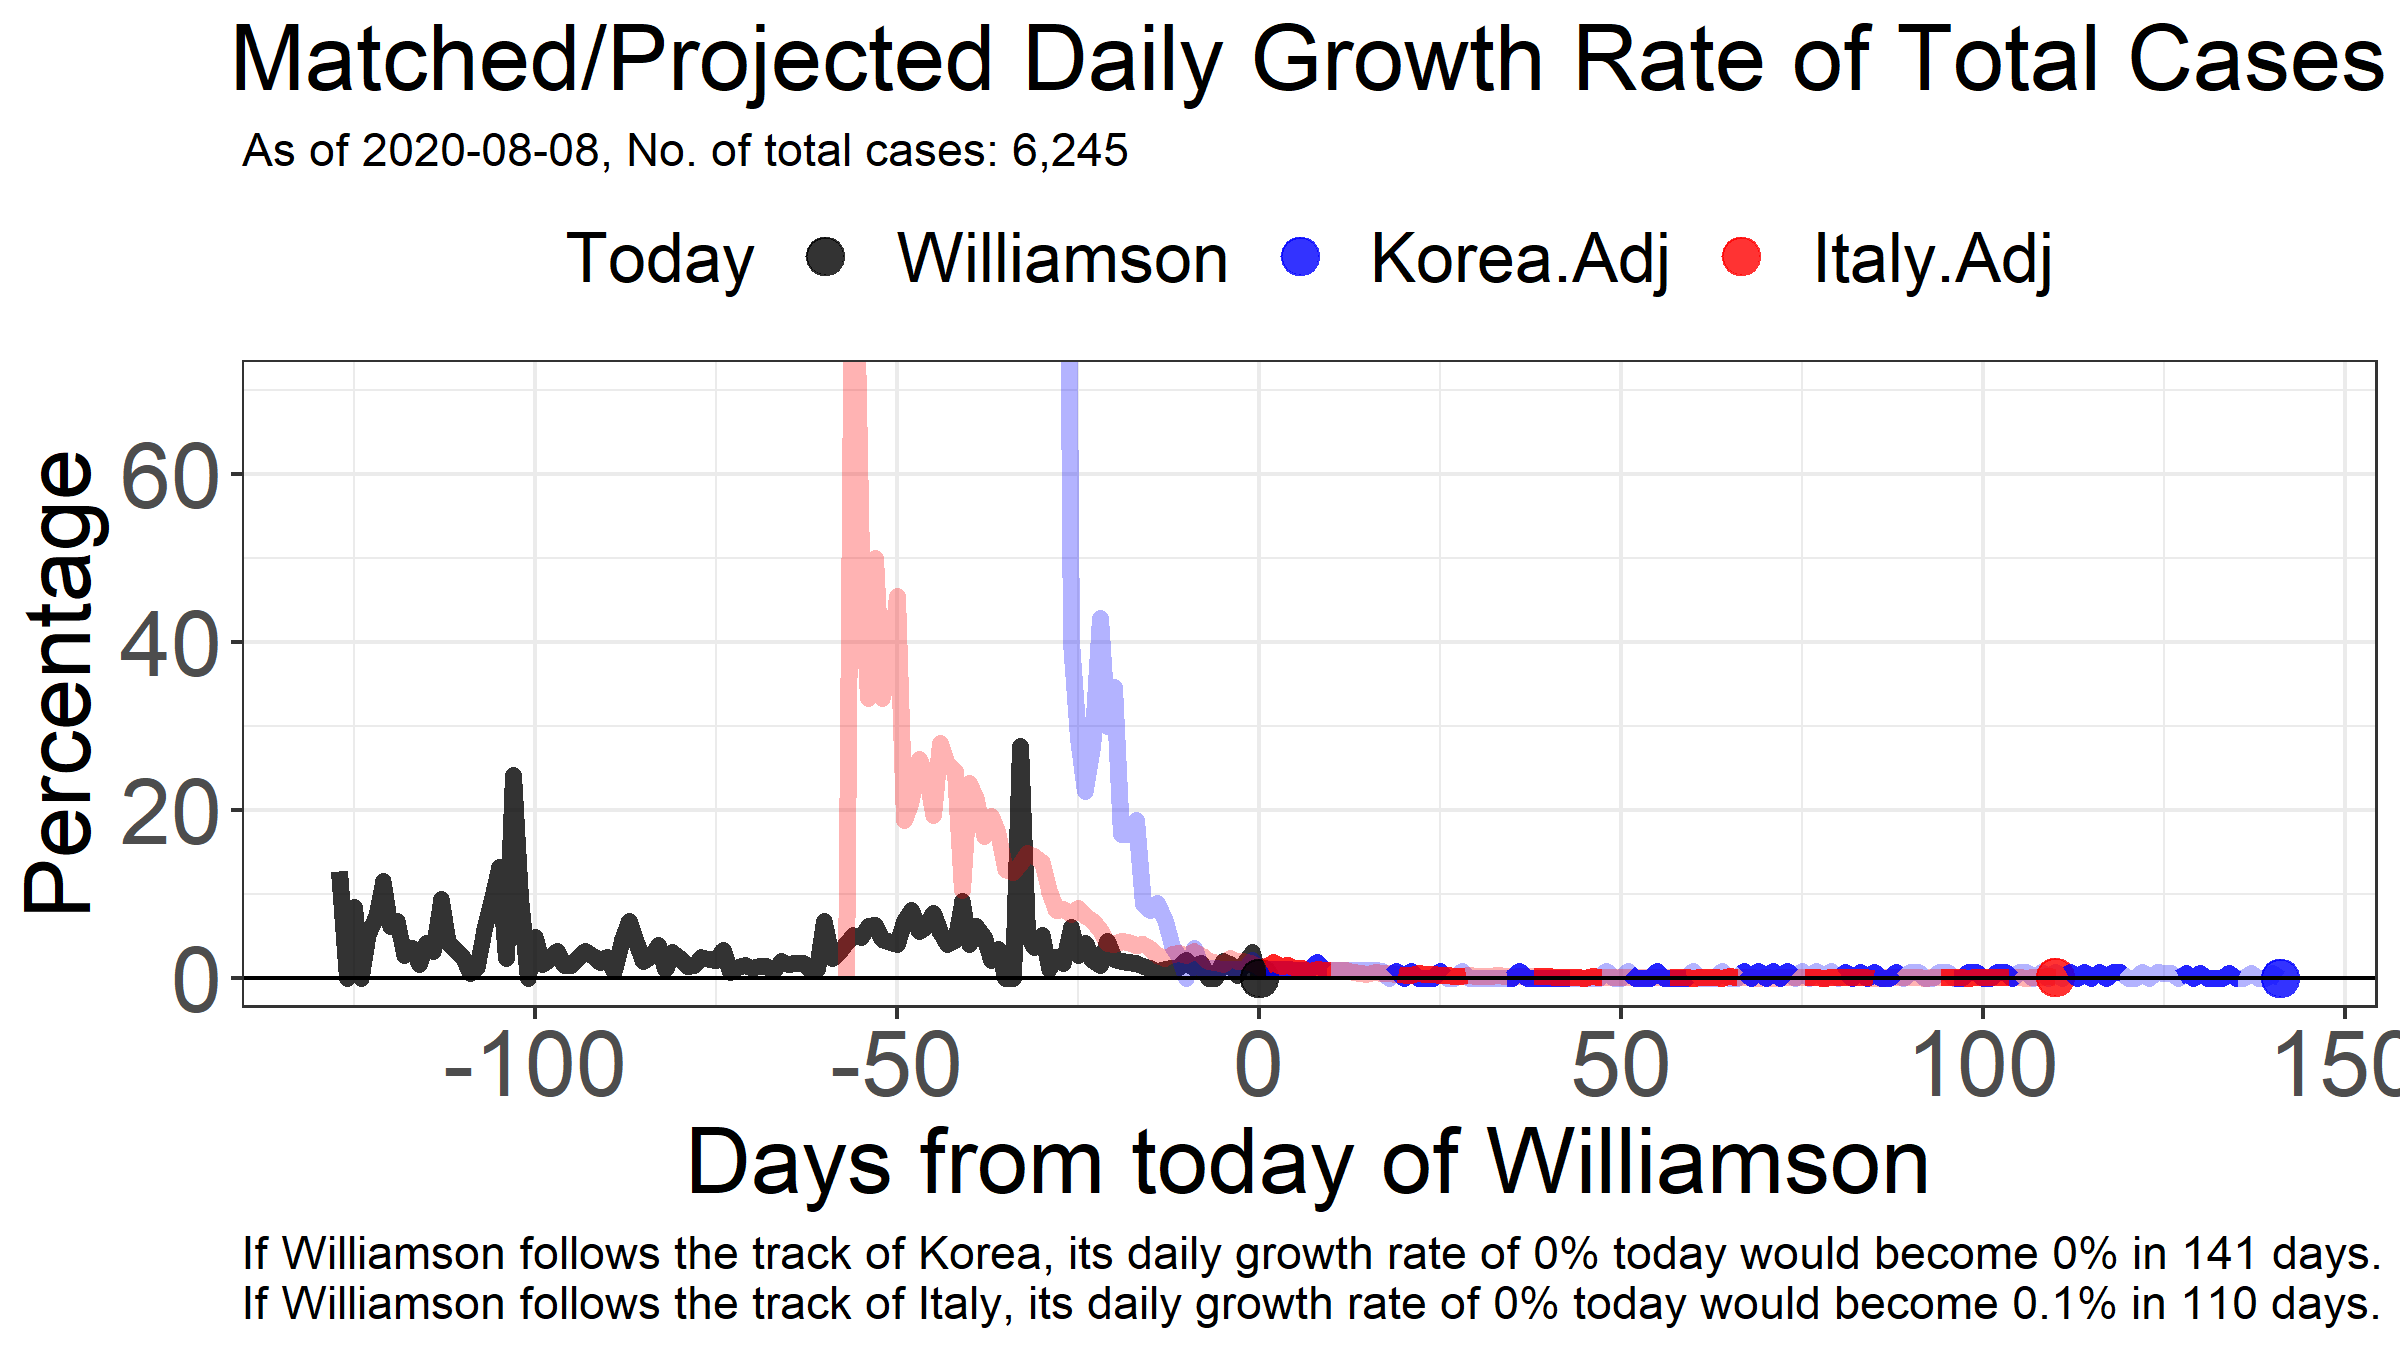 Matched/Projected Daily Growth Rate of Total Cases
As of 2020-08-08, No. of total cases: 6,245
Today Williamson Korea.Adj Italy.Adj
Percentage
60
40
20
0
-100 -50 0 50 100 150
Days from today of Williamson
If Williamson follows the track of Korea, its daily growth rate of 0% today would become 0% in 141 days.
If Williamson follows the track of Italy, its daily growth rate of 0% today would become 0.1% in 110 days.